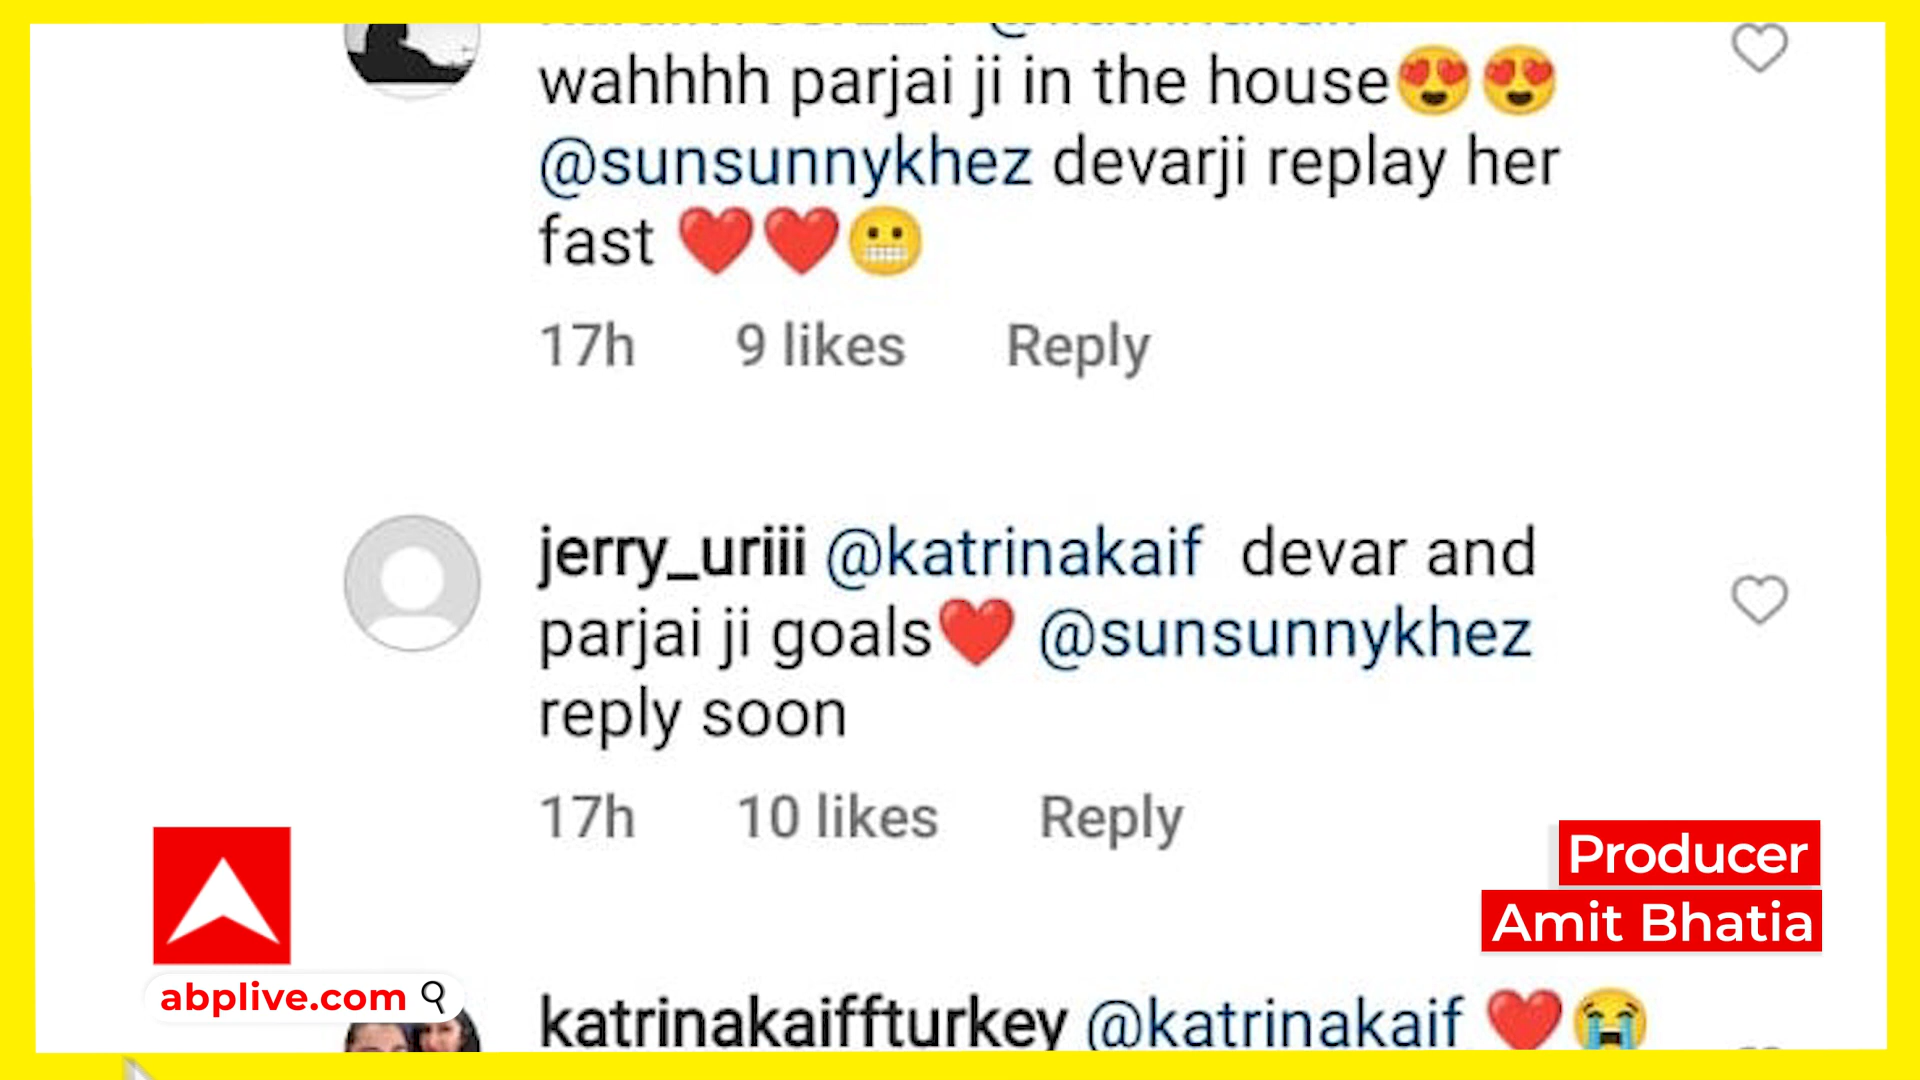 wahhhh parjai ji in the house😍😍
@sunsunnykhez devarji replay her
fast ❤️❤️😬
17h 9 likes Reply
jerry_uriii @katrinakaif devar and
parjai ji goals❤️ @sunsunnykhez
reply soon
17h 10 likes Reply
Producer
Amit Bhatia
abplive.com
katrinakaiffturkey @katrinakaif ❤️😭